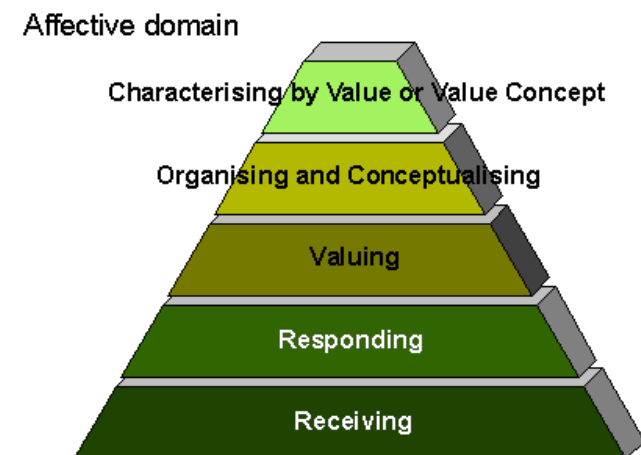 Affective domain
Characterising by Value or Value Concept
Organising and Conceptualising
Valuing
Responding
Receiving